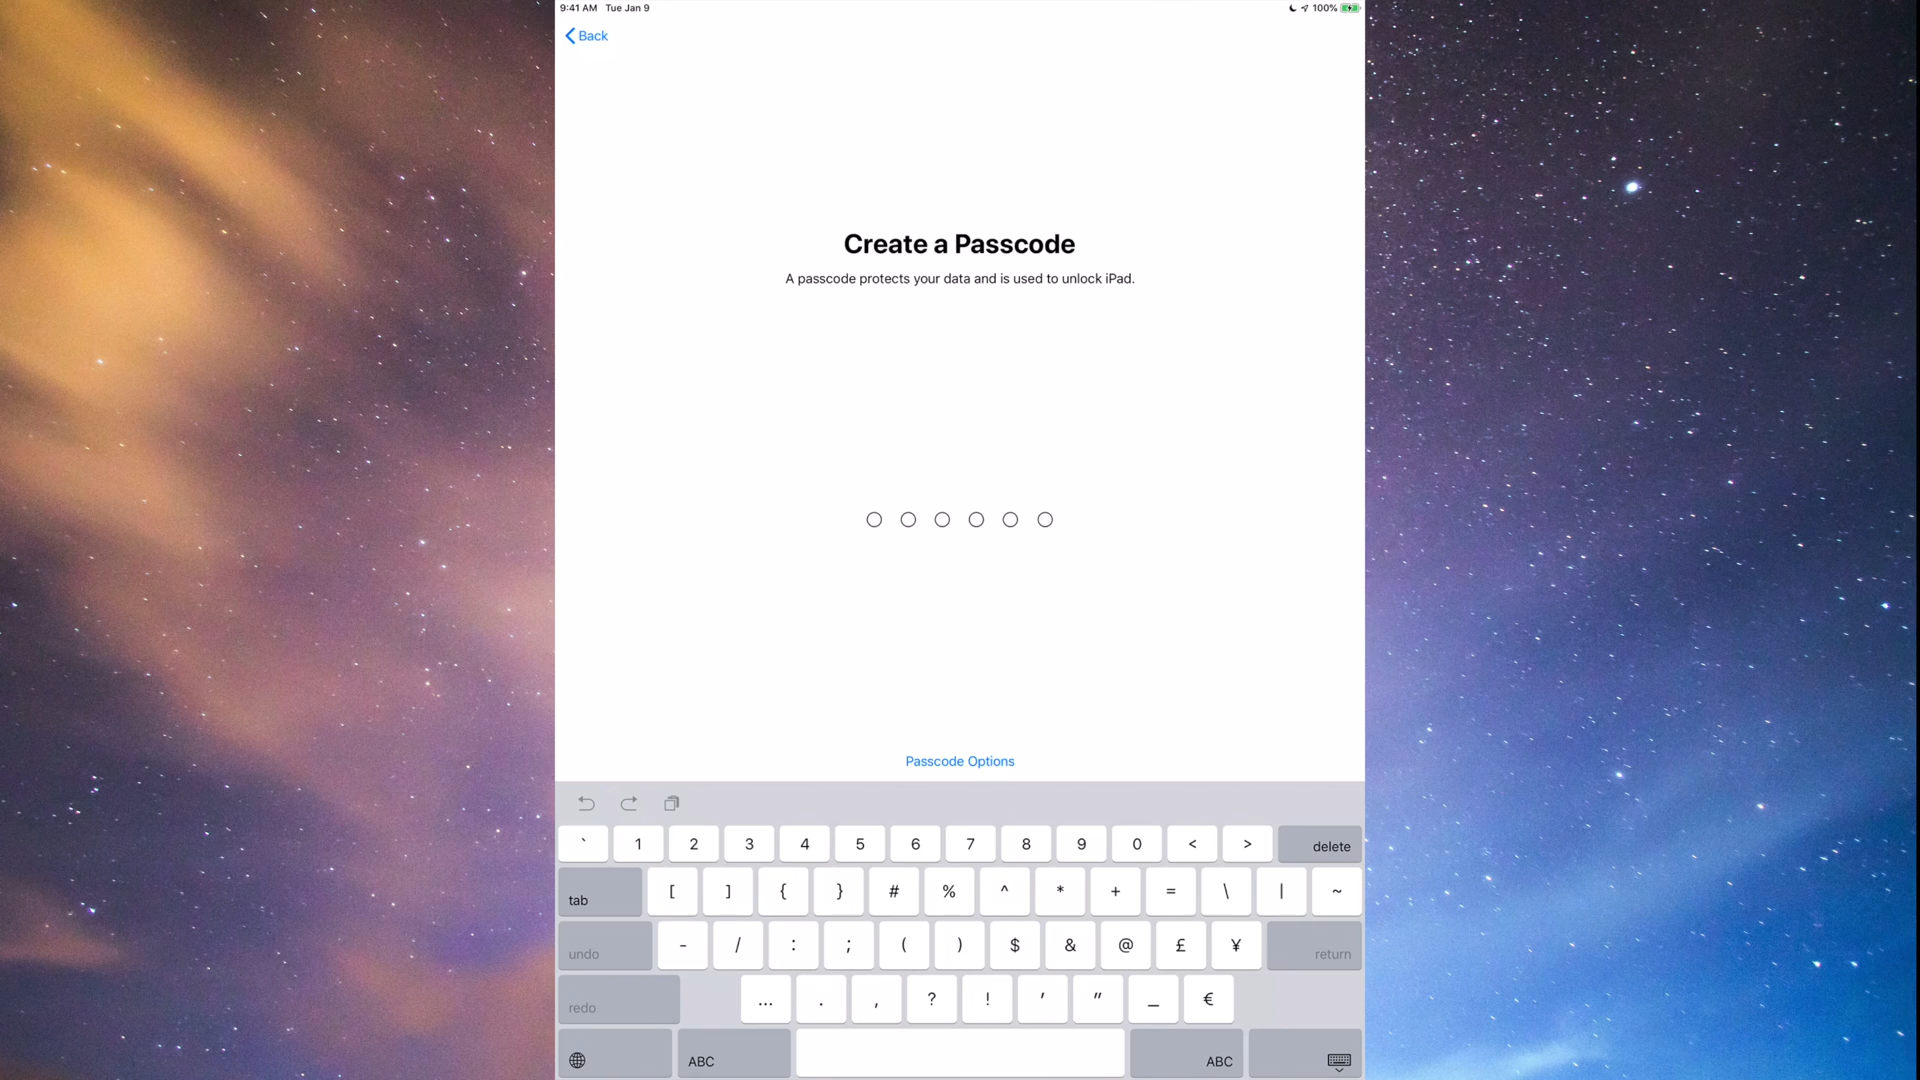 9:41 AM Tue Jan 9
100%
Back
Create a Passcode
A passcode protects your data and is used to unlock iPad.
Passcode Options
` 1 2 3 4 5 6 7 8 9 0 < > delete
tab [ ] { } # % ^ * + = \ | ~
undo - / : ; ( ) $ & @ £ ¥ return
redo … . , ? ! ' " _ €
ABC ABC